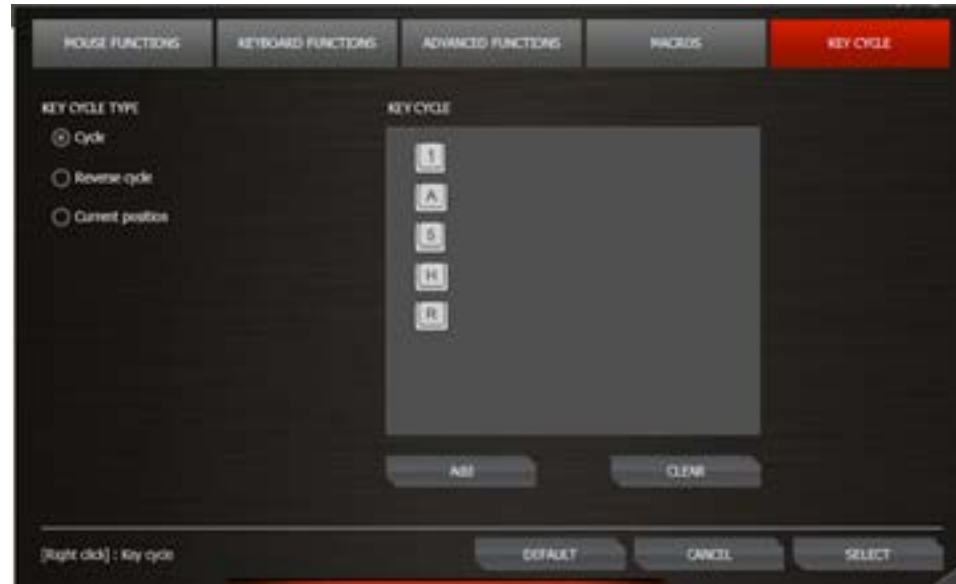 MOUSE FUNCTIONS KEYBOARD FUNCTIONS ADVANCED FUNCTIONS MACROS KEY CYCLE
KEY CYCLE TYPE
Cycle
Reverse cycle
Current position
KEY CYCLE
1
A
5
H
R
ADD CLEAR
[Right click] : Key cycle DEFAULT CANCEL SELECT